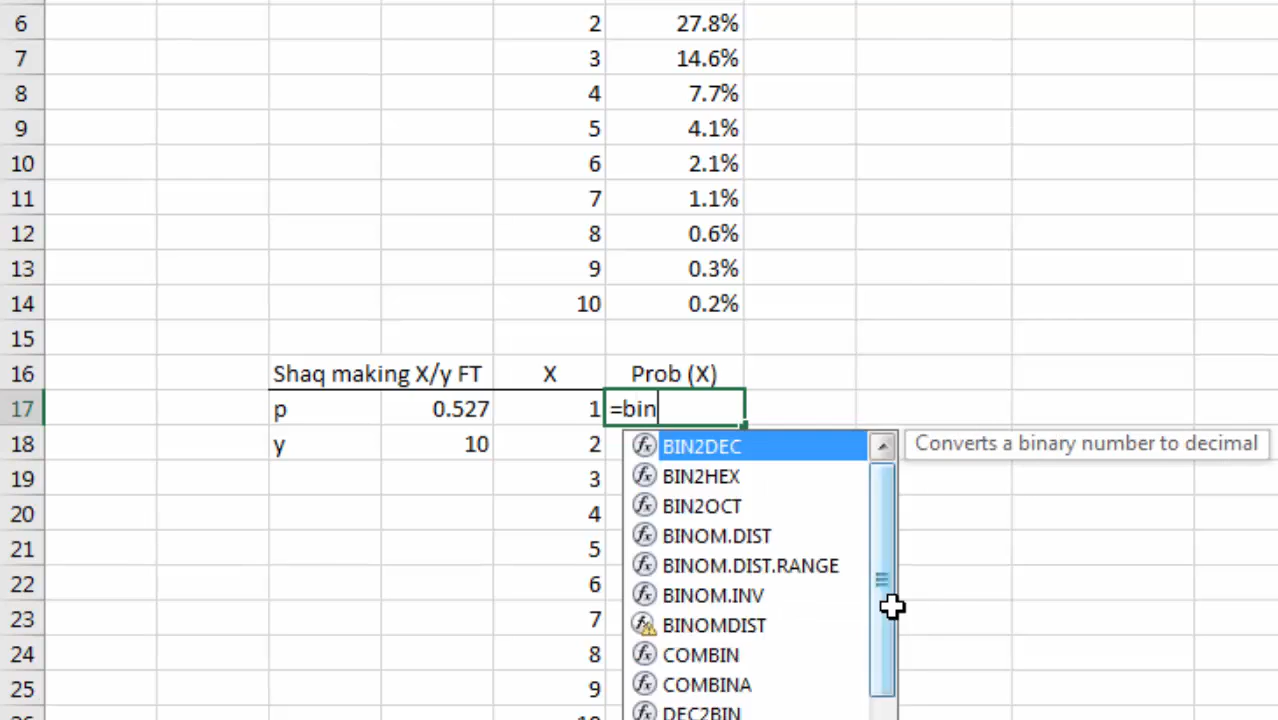 6 2 27.8%
7 3 14.6%
8 4 7.7%
9 5 4.1%
10 6 2.1%
11 7 1.1%
12 8 0.6%
13 9 0.3%
14 10 0.2%
15
16 Shaq making X/y FT X Prob (X)
17 p 0.527 1 =bin
18 y 10 2 BIN2DEC Converts a binary number to decimal
19 3 BIN2HEX
BIN2OCT
20 4 BINOM.DIST
21 5 BINOM.DIST.RANGE
22 6 BINOM.INV
23 7 BINOMDIST
24 8 COMBIN
25 9 COMBINA
DEC2BIN